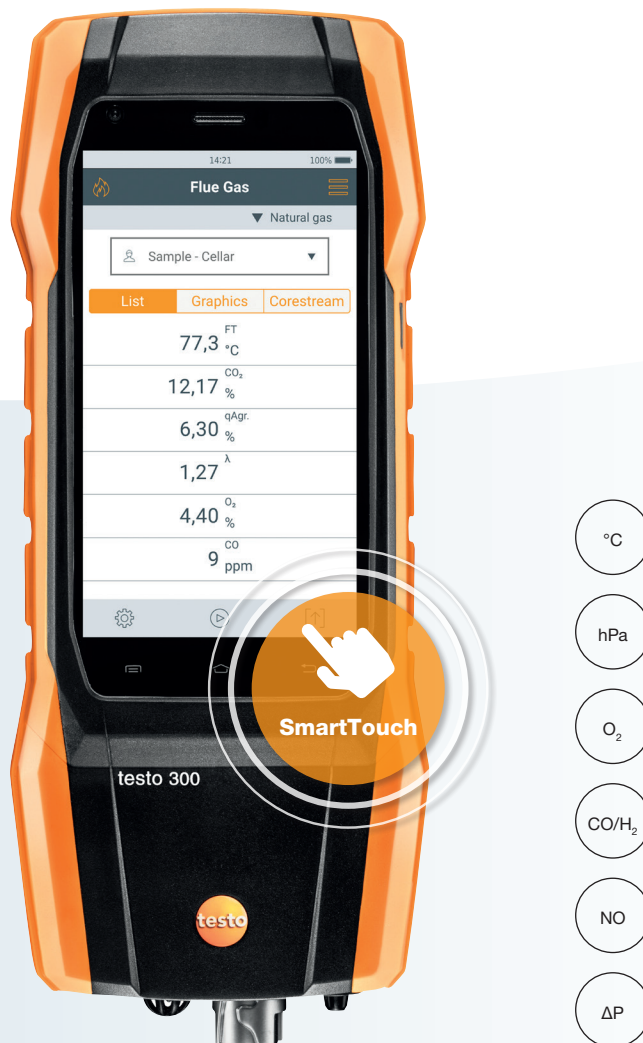 14:21 100%
Flue Gas
Natural gas
Sample - Cellar
List Graphics Corestream
77,3 FT °C
12,17 CO₂ %
6,30 qAgr. %
1,27 λ
4,40 O₂ %
9 CO ppm
SmartTouch
testo 300
testo
°C
hPa
O₂
CO/H₂
NO
ΔP